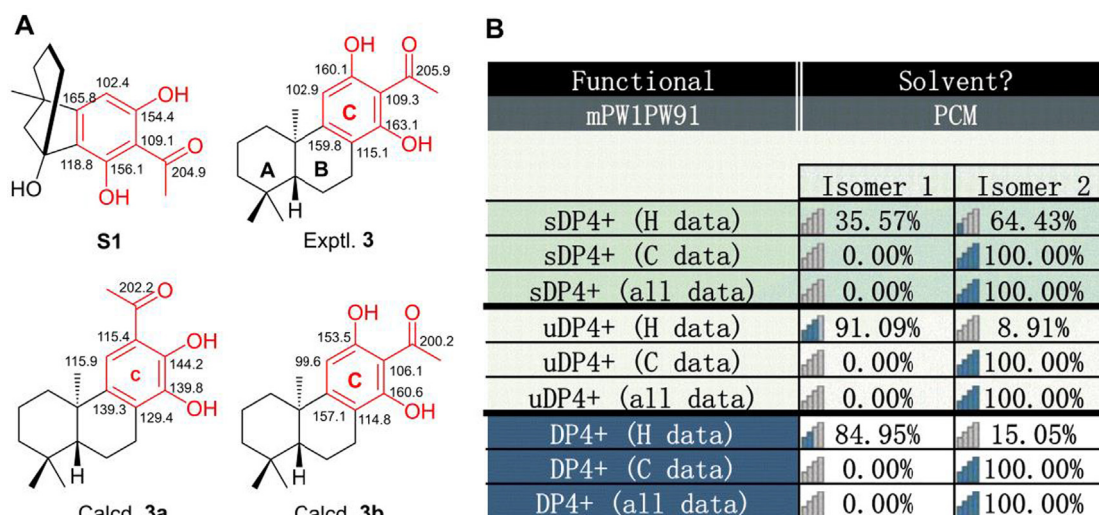 A
102.4
165.8
OH
154.4
109.1
O
118.8
156.1
204.9
HO
OH
S1
OH
O
160.1
205.9
102.9
109.3
C
163.1
OH
159.8
115.1
A
B
H
Exptl. 3
202.2
O
115.4
OH
115.9
144.2
C
139.8
OH
139.3
129.4
H
Calcd. 3a
OH
O
153.5
200.2
99.6
106.1
C
160.6
OH
157.1
114.8
H
Calcd. 3b
B
Functional Solvent?
mPW1PW91 PCM
Isomer 1 Isomer 2
sDP4+ (H data) 35.57% 64.43%
sDP4+ (C data) 0.00% 100.00%
sDP4+ (all data) 0.00% 100.00%
uDP4+ (H data) 91.09% 8.91%
uDP4+ (C data) 0.00% 100.00%
uDP4+ (all data) 0.00% 100.00%
DP4+ (H data) 84.95% 15.05%
DP4+ (C data) 0.00% 100.00%
DP4+ (all data) 0.00% 100.00%